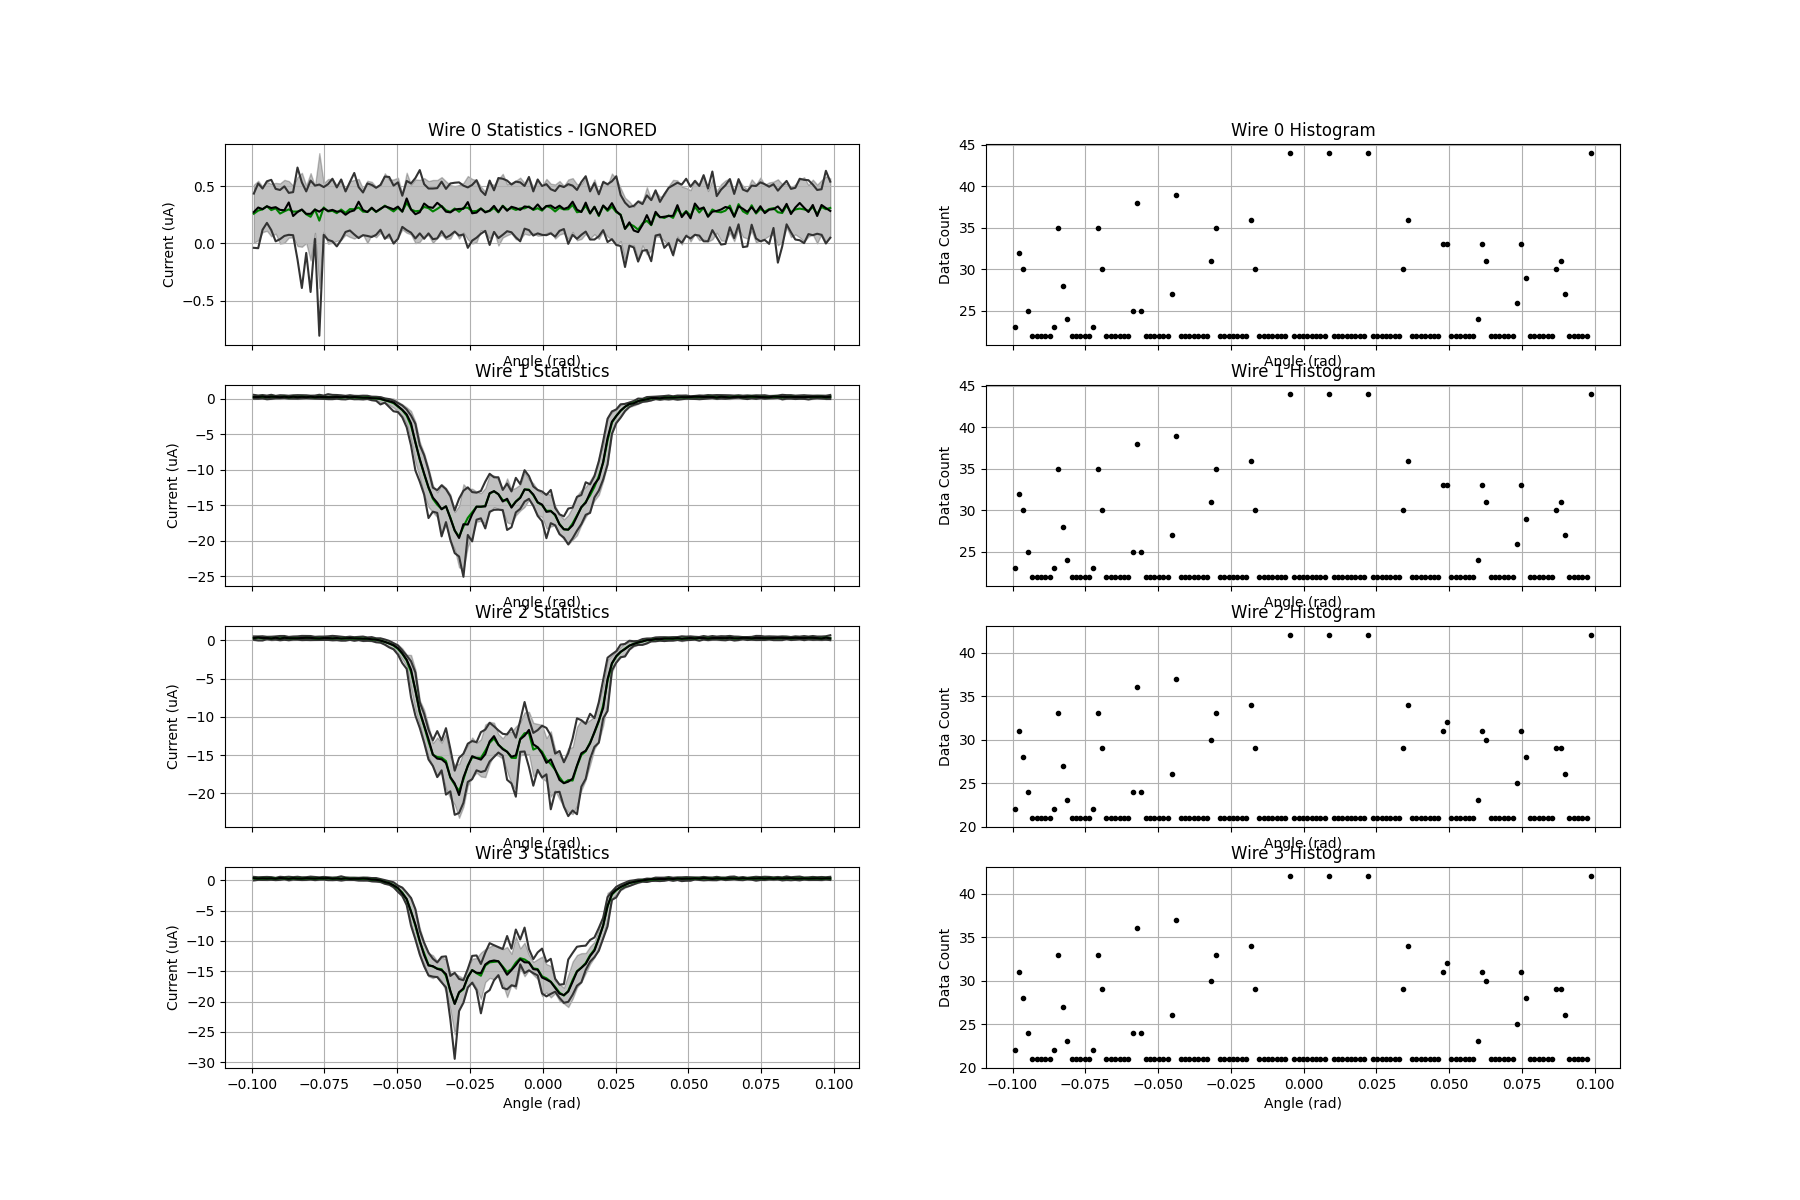 Wire 0 Statistics - IGNORED
Current (uA)
0.5
0.0
−0.5
Angle (rad)
Wire 0 Histogram
Data Count
45
40
35
30
25
Angle (rad)
Wire 1 Statistics
Current (uA)
0
−5
−10
−15
−20
−25
Angle (rad)
Wire 1 Histogram
Data Count
45
40
35
30
25
Angle (rad)
Wire 2 Statistics
Current (uA)
0
−5
−10
−15
−20
Angle (rad)
Wire 2 Histogram
Data Count
40
35
30
25
20
Angle (rad)
Wire 3 Statistics
Current (uA)
0
−5
−10
−15
−20
−25
−30
−0.100 −0.075 −0.050 −0.025 0.000 0.025 0.050 0.075 0.100
Angle (rad)
Wire 3 Histogram
Data Count
40
35
30
25
20
−0.100 −0.075 −0.050 −0.025 0.000 0.025 0.050 0.075 0.100
Angle (rad)